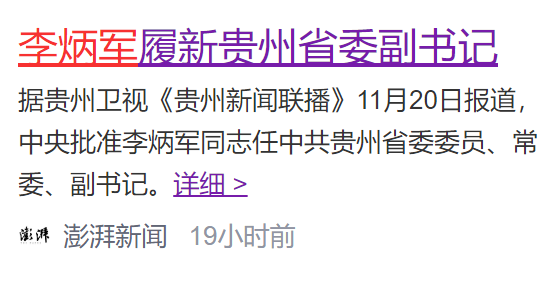 李炳军履新贵州省委副书记
据贵州卫视《贵州新闻联播》11月20日报道，
中央批准李炳军同志任中共贵州省委委员、常
委、副书记。详细 >
澎湃 澎湃新闻 19小时前